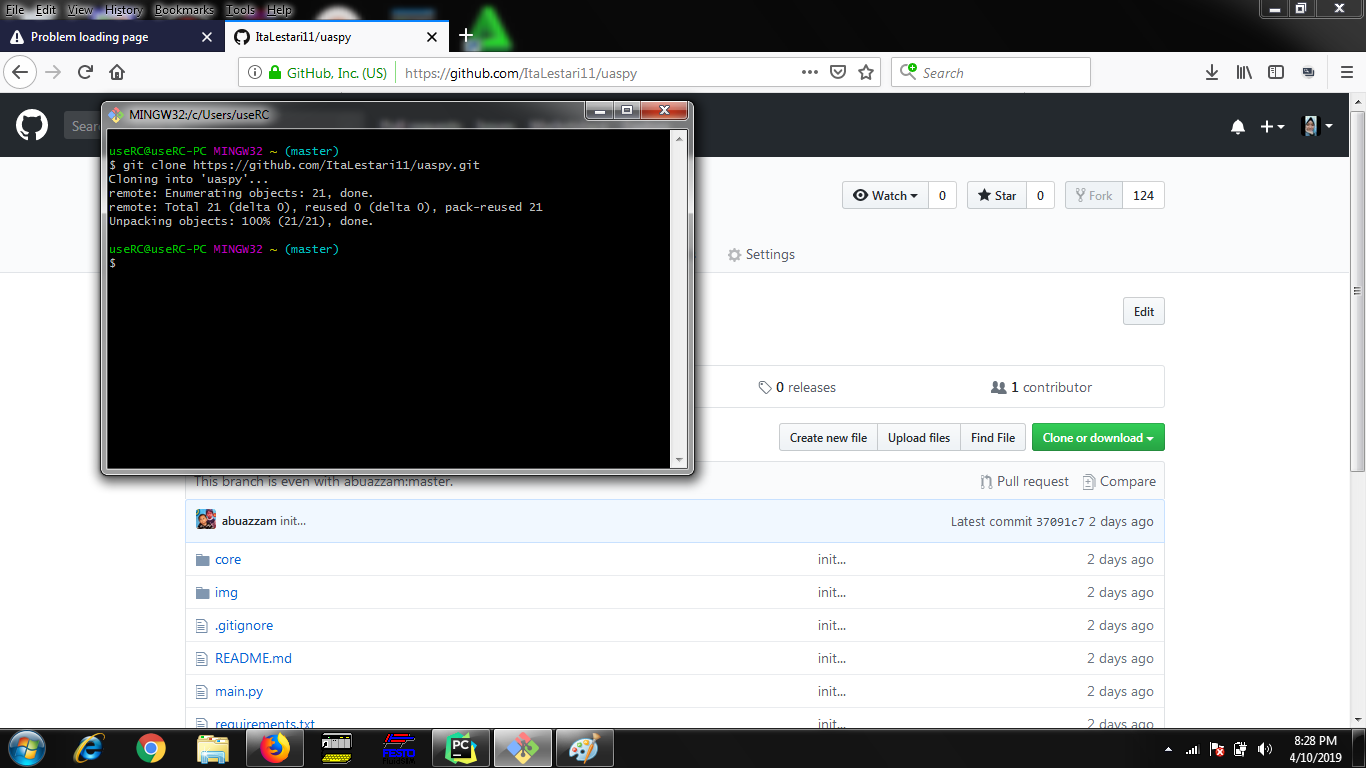 File Edit View History Bookmarks Tools Help
Problem loading page
ItaLestari11/uaspy
GitHub, Inc. (US)
https://github.com/ItaLestari11/uaspy
Search
MINGW32:/c/Users/useRC
useRC@useRC-PC MINGW32 ~ (master)
$ git clone https://github.com/ItaLestari11/uaspy.git
Cloning into 'uaspy'...
remote: Enumerating objects: 21, done.
remote: Total 21 (delta 0), reused 0 (delta 0), pack-reused 21
Unpacking objects: 100% (21/21), done.
useRC@useRC-PC MINGW32 ~ (master)
$
Watch 0 Star 0 Fork 124
Settings
Edit
0 releases 1 contributor
Create new file Upload files Find File Clone or download
This branch is even with abuazzam:master. Pull request Compare
abuazzam init... Latest commit 37091c7 2 days ago
core init... 2 days ago
img init... 2 days ago
.gitignore init... 2 days ago
README.md init... 2 days ago
main.py init... 2 days ago
requirements.txt init... 2 days ago
PC
FESTO
8:28 PM
4/10/2019